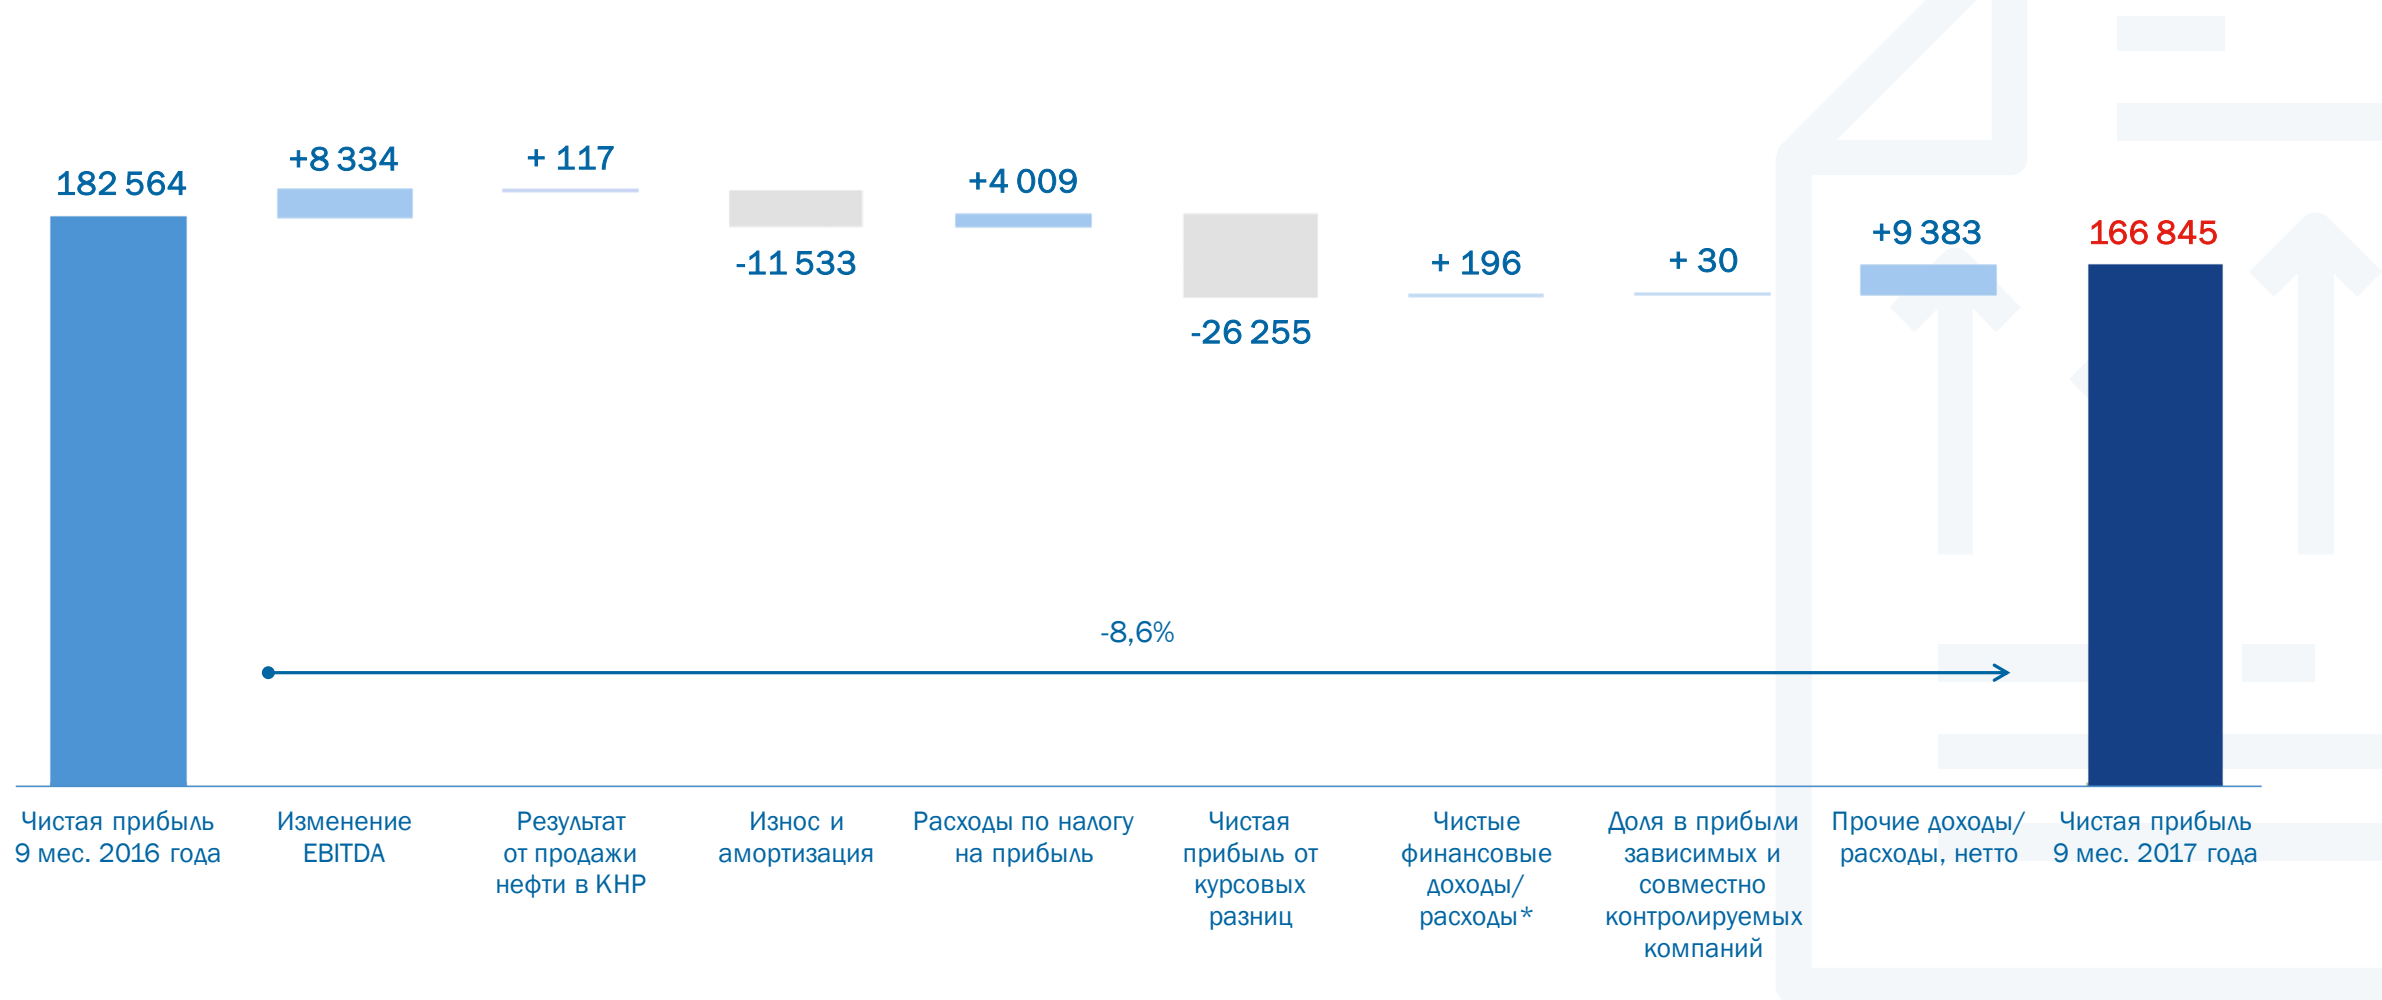 182 564
+8 334
+ 117
-11 533
+4 009
-26 255
+ 196
+ 30
+9 383
166 845
-8,6%
Чистая прибыль
9 мес. 2016 года
Изменение
EBITDA
Результат
от продажи
нефти в КНР
Износ и
амортизация
Расходы по налогу
на прибыль
Чистая
прибыль от
курсовых
разниц
Чистые
финансовые
доходы/
расходы*
Доля в прибыли
зависимых и
совместно
контролируемых
компаний
Прочие доходы/
расходы, нетто
Чистая прибыль
9 мес. 2017 года